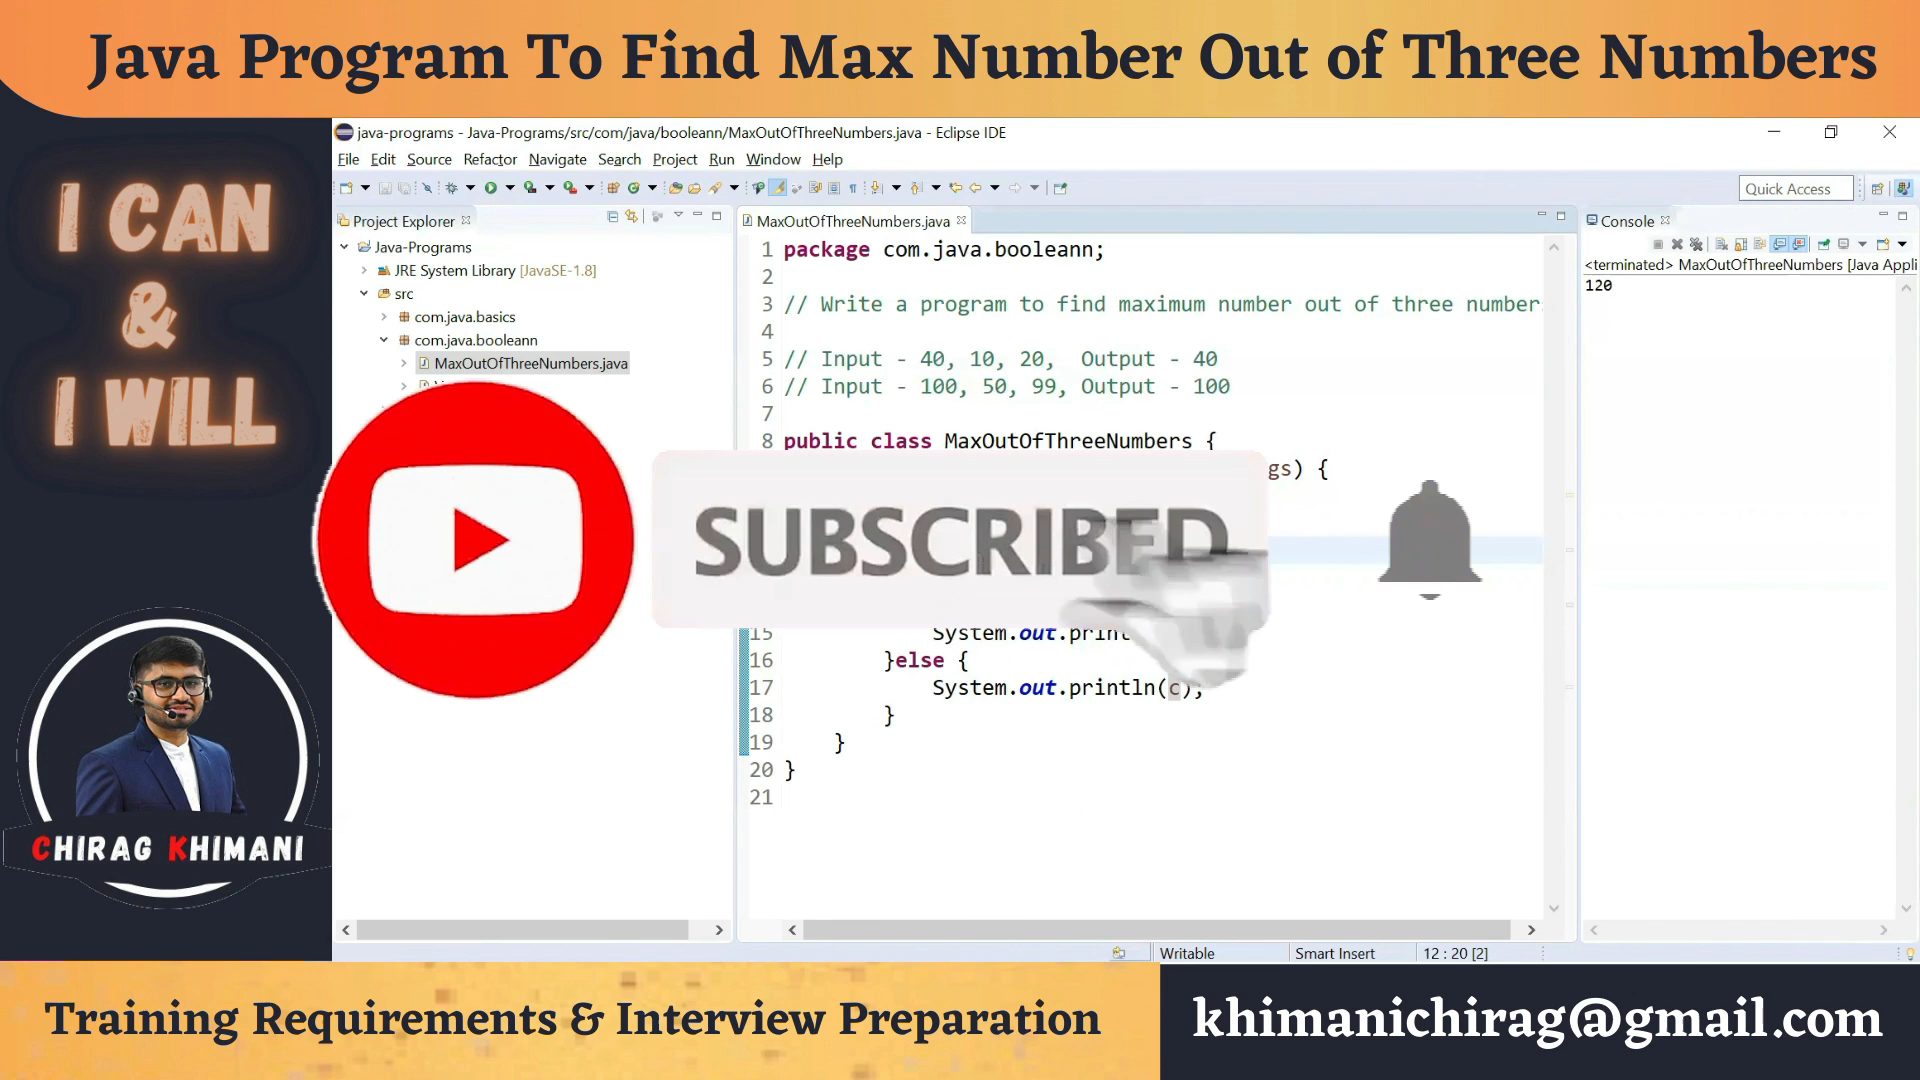 Java Program To Find Max Number Out of Three Numbers
I CAN
&
I WILL
CHIRAG KHIMANI
java-programs - Java-Programs/src/com/java/booleann/MaxOutOfThreeNumbers.java - Eclipse IDE
File Edit Source Refactor Navigate Search Project Run Window Help
Quick Access
Project Explorer
Java-Programs
JRE System Library [JavaSE-1.8]
src
com.java.basics
com.java.booleann
MaxOutOfThreeNumbers.java
MaxOutOfThreeNumbers.java
1 package com.java.booleann;
2
3 // Write a program to find maximum number out of three number
4
5 // Input - 40, 10, 20, Output - 40
6 // Input - 100, 50, 99, Output - 100
7
8 public class MaxOutOfThreeNumbers {
gs) {
SUBSCRIBED
15 System.out.print
16 }else {
17 System.out.println(c);
18 }
19 }
20 }
21
Console
<terminated> MaxOutOfThreeNumbers [Java Appli
120
Writable Smart Insert 12 : 20 [2]
Training Requirements & Interview Preparation
khimanichirag@gmail.com